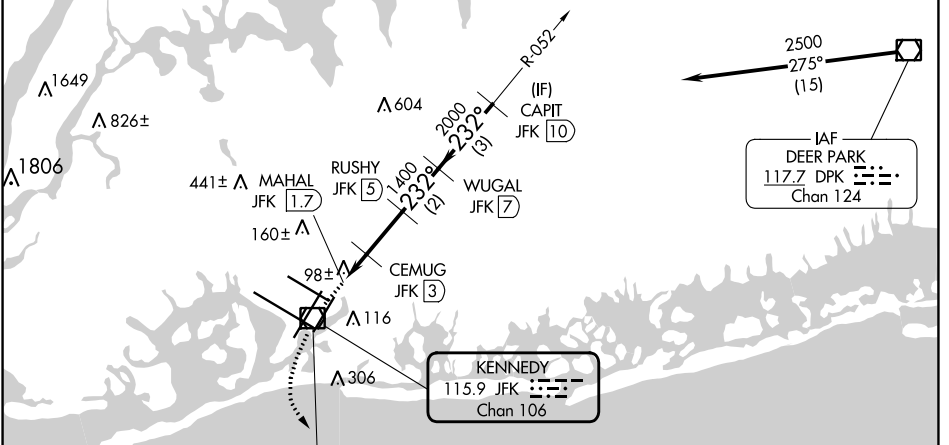 R-052
2500
275°
(15)
1649
826±
1806
604
(IF)
CAPIT
JFK 10
2000
232°
(3)
IAF
DEER PARK
117.7 DPK
Chan 124
RUSHY
JFK 5
1400
232°
(2)
WUGAL
JFK 7
441±
MAHAL
JFK 1.7
160±
98±
CEMUG
JFK 3
116
306
KENNEDY
115.9 JFK
Chan 106